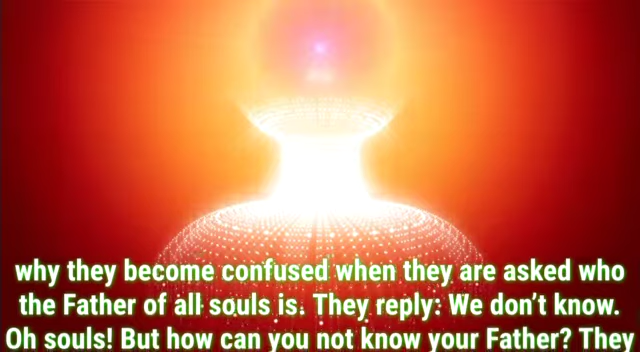 why they become confused when they are asked who
the Father of all souls is. They reply: We don't know.
Oh souls! But how can you not know your Father? They